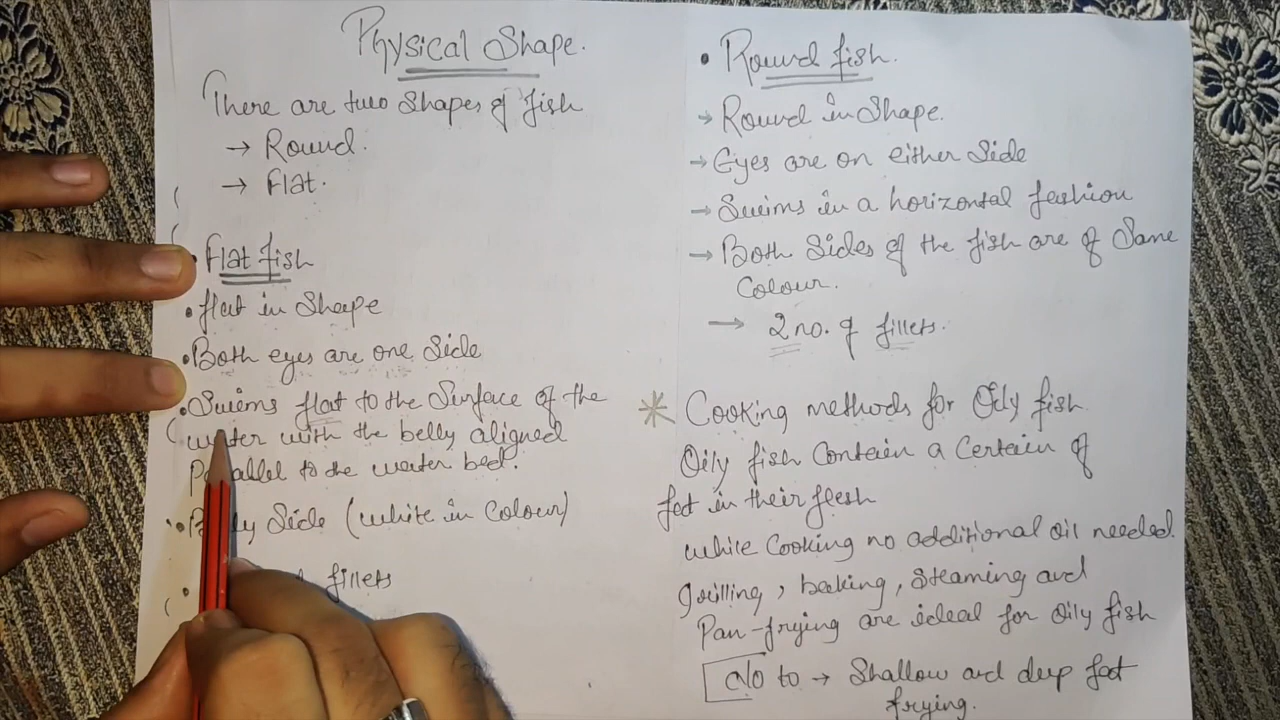 Physical Shape.
There are two Shapes of fish
→ Round.
→ Flat.
• Flat fish
• flat in Shape
• Both eyes are one Side
• Swims flat to the Surface of the
water with the belly aligned
Parallel to the water bed.
• Belly Side (white in Colour)
• fillets
• Round fish.
→ Round in Shape.
→ Eyes are on either Side
→ Swims in a horizontal fashion
→ Both Sides of the fish are of Same
Colour.
→ 2 no. of fillets.
* Cooking methods for Oily fish
Oily fish Contain a Certain of
fat in their flesh
while Cooking no additional oil needed.
grilling, baking, Steaming and
Pan-frying are ideal for Oily fish
No to → Shallow and deep fat
frying.